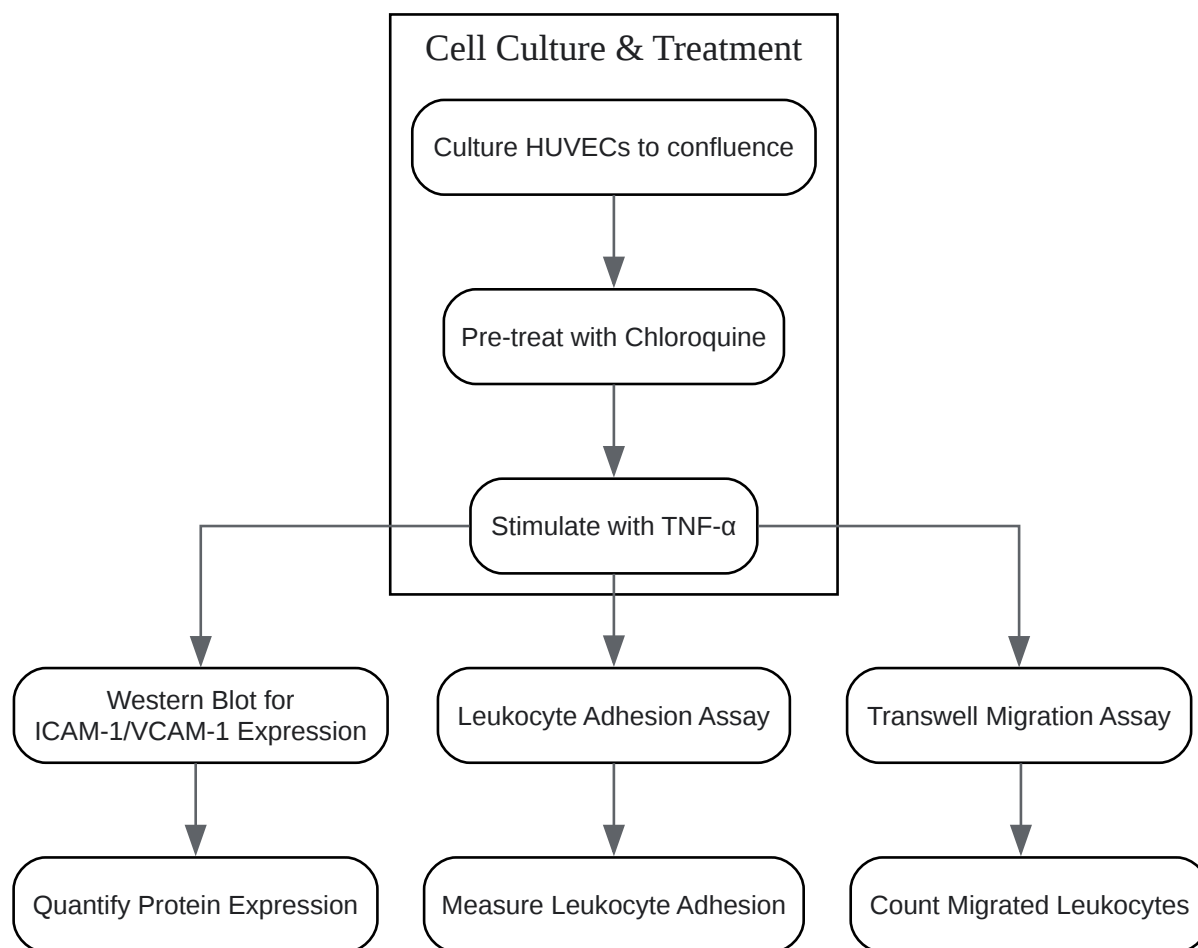 Cell Culture & Treatment
Culture HUVECs to confluence
Pre-treat with Chloroquine
Stimulate with TNF-α
Western Blot for
ICAM-1/VCAM-1 Expression
Leukocyte Adhesion Assay
Transwell Migration Assay
Quantify Protein Expression
Measure Leukocyte Adhesion
Count Migrated Leukocytes